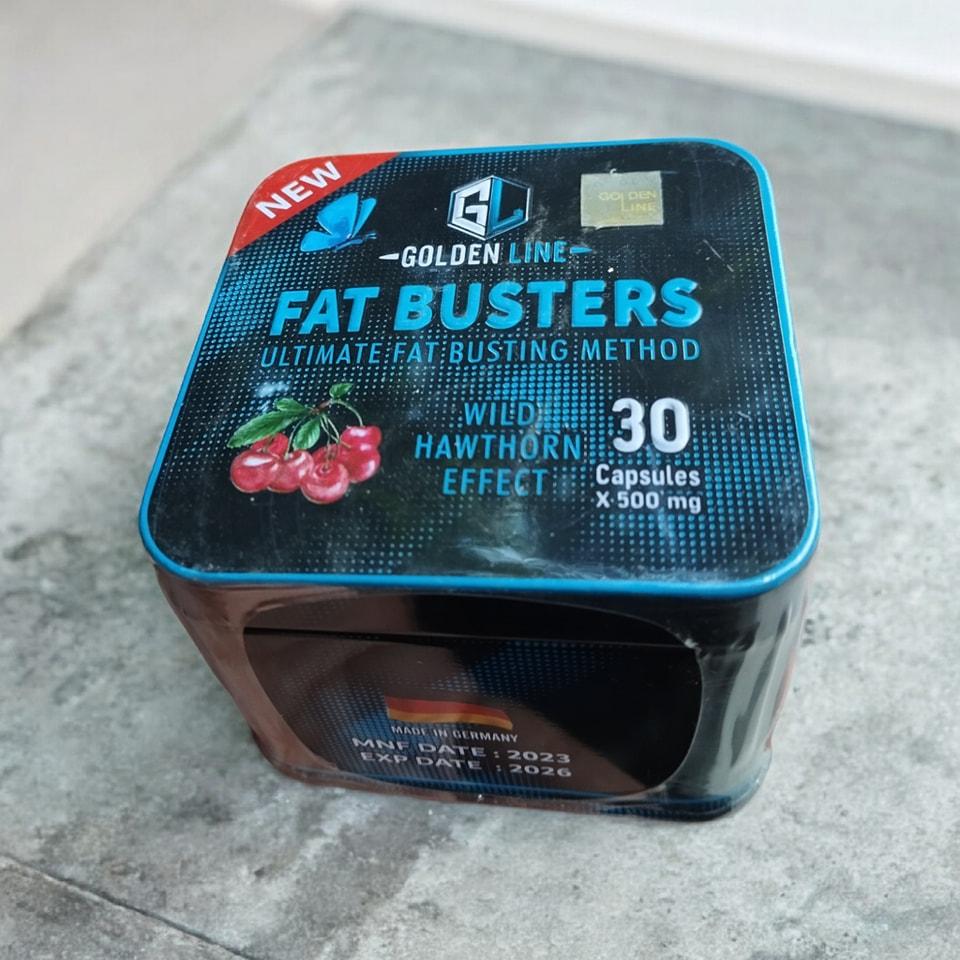 NEW
GL
GOLDEN LINE
GOLDEN
LINE
FAT BUSTERS
ULTIMATE FAT BUSTING METHOD
WILD
HAWTHORN
EFFECT
30
Capsules
X 500 mg
MADE IN GERMANY
MNF DATE : 2023
EXP DATE : 2026